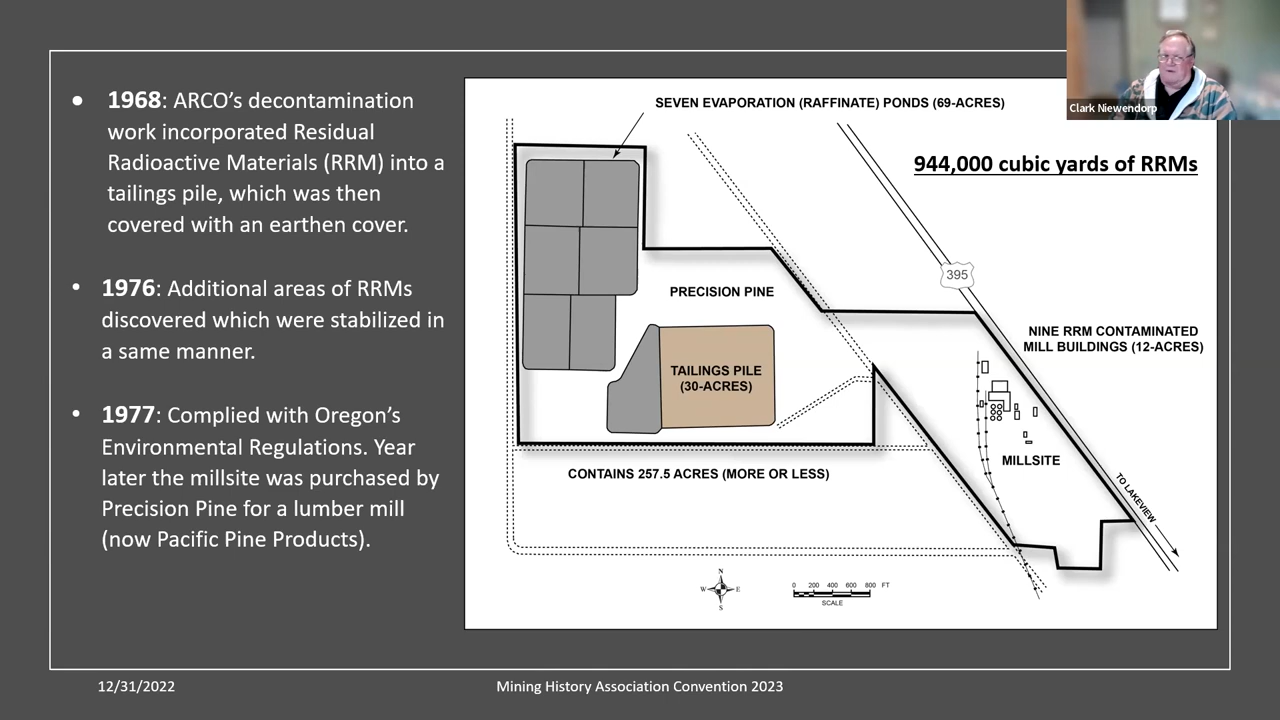 • 1968: ARCO’s decontamination
work incorporated Residual
Radioactive Materials (RRM) into a
tailings pile, which was then
covered with an earthen cover.
• 1976: Additional areas of RRMs
discovered which were stabilized in
a same manner.
• 1977: Complied with Oregon’s
Environmental Regulations. Year
later the millsite was purchased by
Precision Pine for a lumber mill
(now Pacific Pine Products).
SEVEN EVAPORATION (RAFFINATE) PONDS (69-ACRES)
944,000 cubic yards of RRMs
395
PRECISION PINE
NINE RRM CONTAMINATED
MILL BUILDINGS (12-ACRES)
TAILINGS PILE
(30-ACRES)
MILLSITE
CONTAINS 257.5 ACRES (MORE OR LESS)
TO LAKEVIEW
N
W E
S
0 200 400 600 800 FT
SCALE
Clark Niewendorp
12/31/2022
Mining History Association Convention 2023